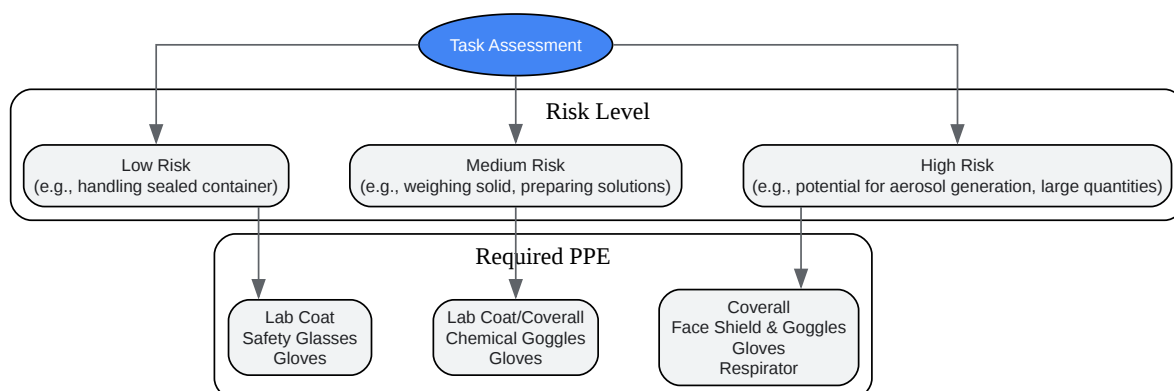 Task Assessment
Risk Level
Low Risk
(e.g., handling sealed container)
Medium Risk
(e.g., weighing solid, preparing solutions)
High Risk
(e.g., potential for aerosol generation, large quantities)
Required PPE
Lab Coat
Safety Glasses
Gloves
Lab Coat/Coverall
Chemical Goggles
Gloves
Coverall
Face Shield & Goggles
Gloves
Respirator